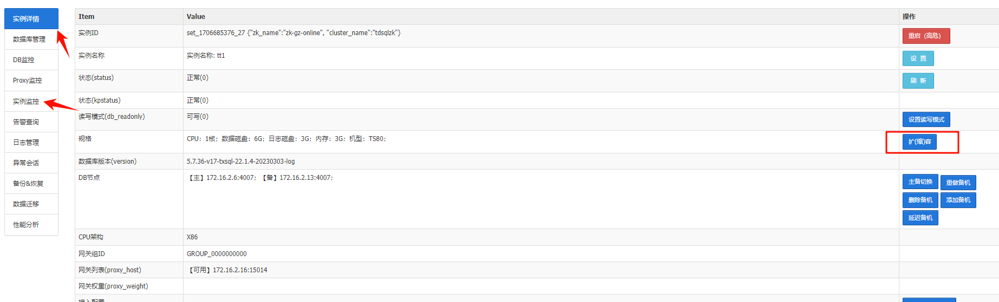 实例详情
数据库管理
DB监控
Proxy监控
实例监控
告警查询
日志管理
异常会话
备份&恢复
数据迁移
性能分析
Item Value 操作
实例ID set_1706685376_27 {"zk_name":"zk-gz-online", "cluster_name":"tdsqlzk"} 重启（高危）
实例名称 实例名称: tt1 设 置
状态(status) 正常(0) 刷 新
状态(kpstatus) 正常(0)
读写模式(db_readonly) 可写(0) 设置读写模式
规格 CPU：1核；数据磁盘：6G；日志磁盘：3G；内存：3G；机型：TS80； 扩(缩)容
数据库版本(version) 5.7.36-v17-txsql-22.1.4-20230303-log
DB节点 【主】172.16.2.6:4007；【备】172.16.2.13:4007； 主备切换 重做备机
删除备机 添加备机
延迟备机
CPU架构 X86
网关组ID GROUP_0000000000
网关列表(proxy_host) 【可用】172.16.2.16:15014
网关权重(proxy_weight)